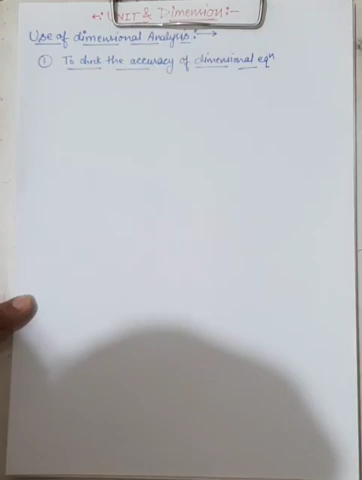 UNIT & Dimension:-
Use of dimensional Analysis:→
① To check the accuracy of dimensional eqⁿ